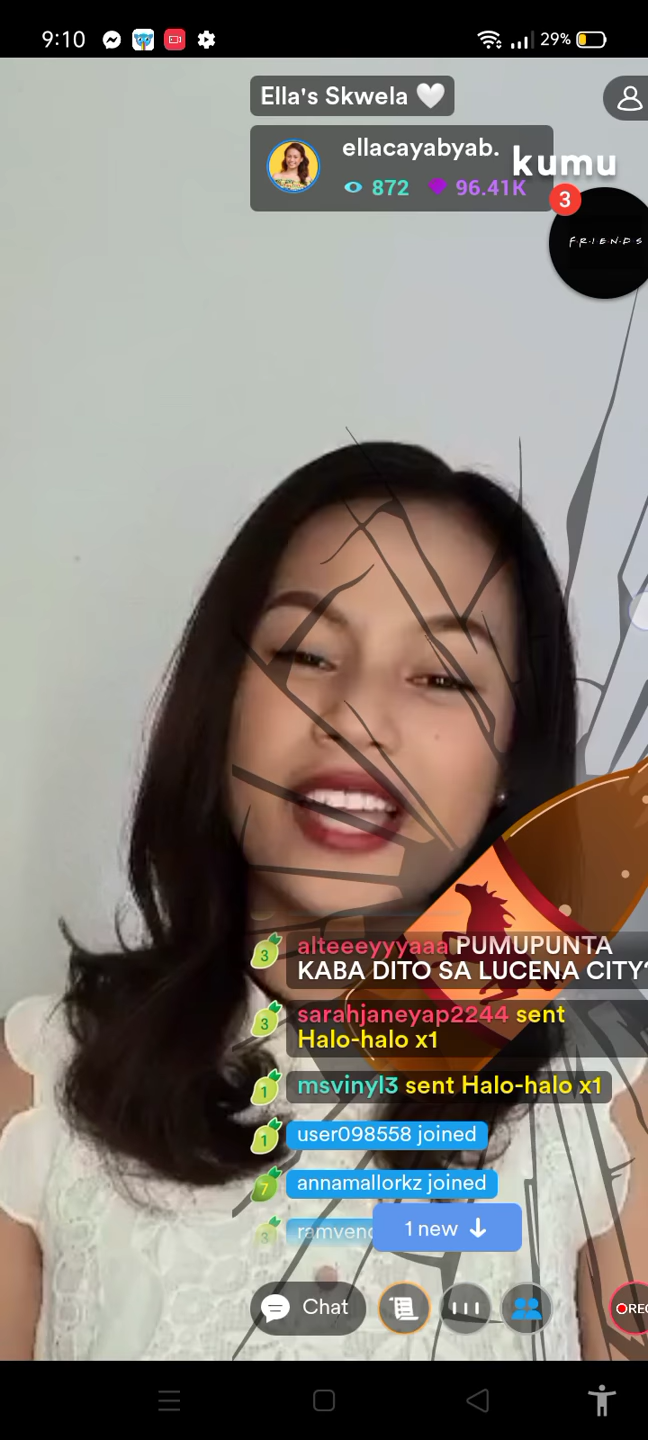 9:10
29%
Ella's Skwela 🤍
ellacayabyab.
kumu
872 96.41K
3
F·R·I·E·N·D·S
3 alteeeyyyaaa PUMUPUNTA
KABA DITO SA LUCENA CITY?
3 sarahjaneyap2244 sent
Halo-halo x1
1 msvinyl3 sent Halo-halo x1
1 user098558 joined
7 annamallorkz joined
3 ramven
1 new ↓
Chat